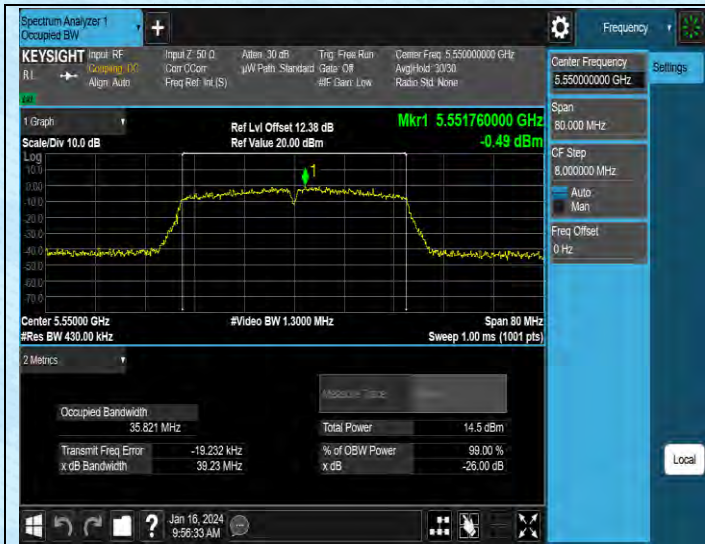 Spectrum Analyzer 1
Occupied BW
+
Frequency
KEYSIGHT
Input: RF
Coupling: DC
Align: Auto
Input Z: 50 Ω
Corr CCorr
Freq Ref: Int (S)
Atten: 30 dB
µW Path: Standard
Trig: Free Run
Gate: Off
#IF Gain: Low
Center Freq: 5.550000000 GHz
Avg|Hold: 30/30
Radio Std: None
Center Frequency
5.550000000 GHz
Settings
Span
80.000 MHz
CF Step
8.000000 MHz
Auto
Man
Freq Offset
0 Hz
1 Graph
Scale/Div 10.0 dB
Ref Lvl Offset 12.38 dB
Ref Value 20.00 dBm
Mkr1 5.551760000 GHz
-0.49 dBm
Log
10.0
0.00
-10.0
-20.0
-30.0
-40.0
-50.0
-60.0
-70.0
1
Center 5.55000 GHz
#Res BW 430.00 kHz
#Video BW 1.3000 MHz
Span 80 MHz
Sweep 1.00 ms (1001 pts)
2 Metrics
Measure Trace
Occupied Bandwidth
35.821 MHz
Total Power
14.5 dBm
Transmit Freq Error
-19.232 kHz
% of OBW Power
99.00 %
x dB Bandwidth
39.23 MHz
x dB
-26.00 dB
Local
?
Jan 16, 2024
9:56:33 AM